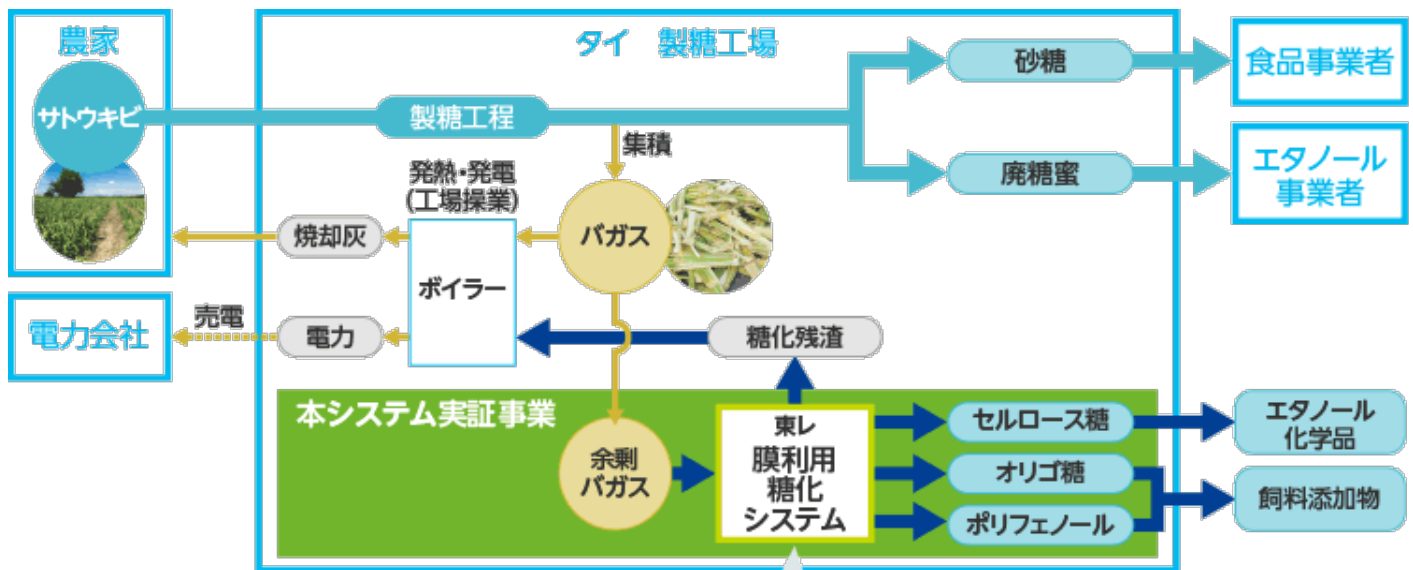 農家
サトウキビ
タイ 製糖工場
製糖工程
砂糖
食品事業者
集積
廃糖蜜
エタノール
事業者
発熱・発電
(工場操業)
焼却灰
ボイラー
バガス
電力会社
売電
電力
糖化残渣
本システム実証事業
余剰
バガス
東レ
膜利用
糖化
システム
セルロース糖
オリゴ糖
ポリフェノール
エタノール
化学品
飼料添加物